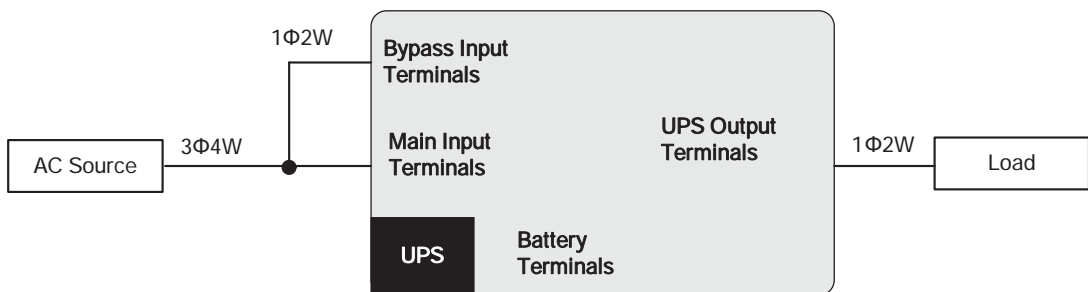 1Φ2W
Bypass Input
Terminals
AC Source
3Φ4W
Main Input
Terminals
UPS Output
Terminals
1Φ2W
Load
UPS
Battery
Terminals